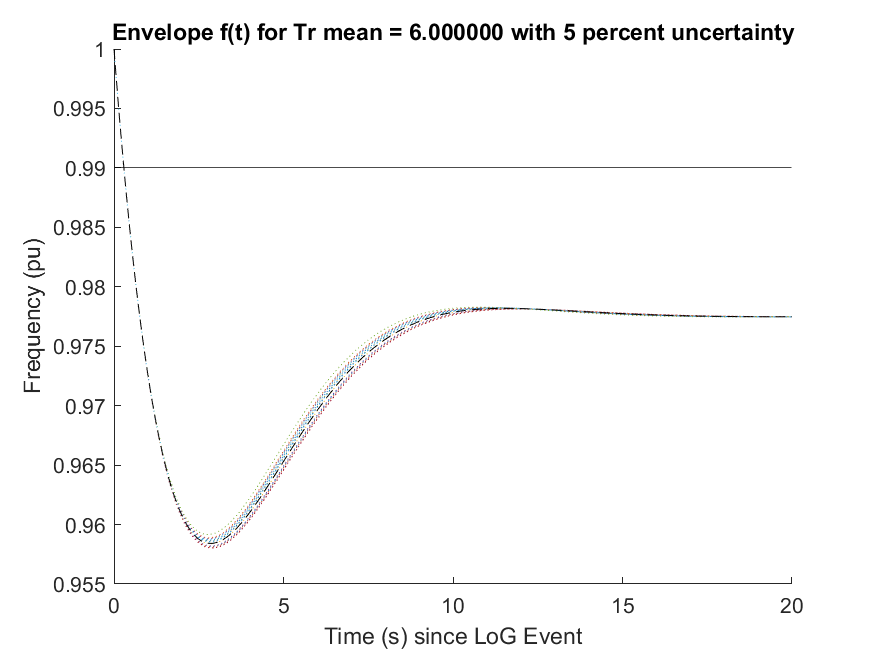 Envelope f(t) for Tr mean = 6.000000 with 5 percent uncertainty
1
0.995
0.99
0.985
0.98
0.975
0.97
0.965
0.96
0.955
Frequency (pu)
0 5 10 15 20
Time (s) since LoG Event